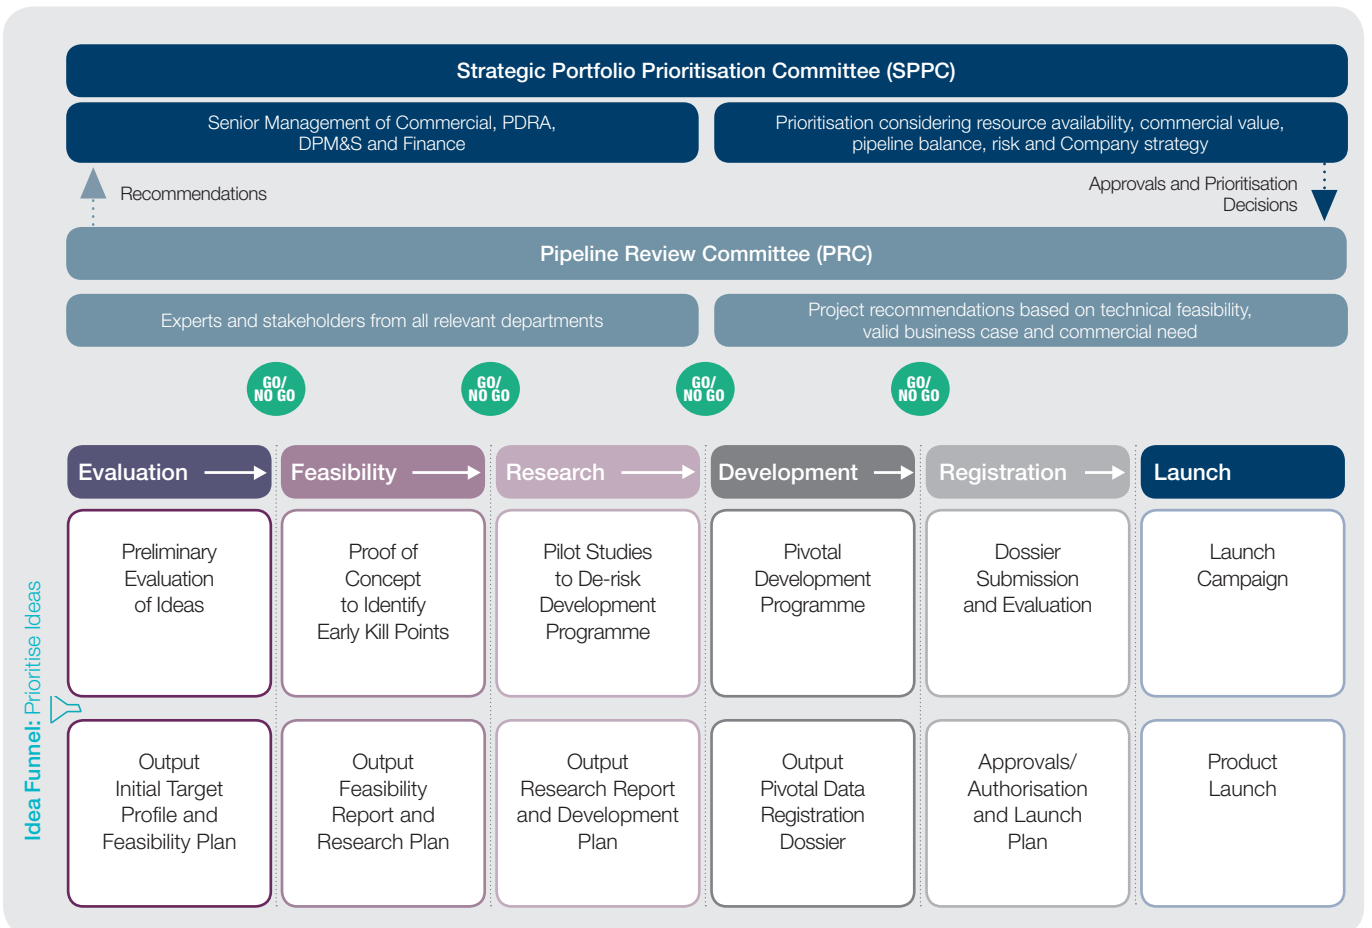 Strategic Portfolio Prioritisation Committee (SPPC)
Senior Management of Commercial, PDRA,
DPM&S and Finance
Prioritisation considering resource availability, commercial value,
pipeline balance, risk and Company strategy
Recommendations
Approvals and Prioritisation
Decisions
Pipeline Review Committee (PRC)
Experts and stakeholders from all relevant departments
Project recommendations based on technical feasibility,
valid business case and commercial need
GO/
NO GO
GO/
NO GO
GO/
NO GO
GO/
NO GO
Idea Funnel: Prioritise Ideas
Evaluation
Feasibility
Research
Development
Registration
Launch
Preliminary
Evaluation
of Ideas
Proof of
Concept
to Identify
Early Kill Points
Pilot Studies
to De-risk
Development
Programme
Pivotal
Development
Programme
Dossier
Submission
and Evaluation
Launch
Campaign
Output
Initial Target
Profile and
Feasibility Plan
Output
Feasibility
Report and
Research Plan
Output
Research Report
and Development
Plan
Output
Pivotal Data
Registration
Dossier
Approvals/
Authorisation
and Launch
Plan
Product
Launch